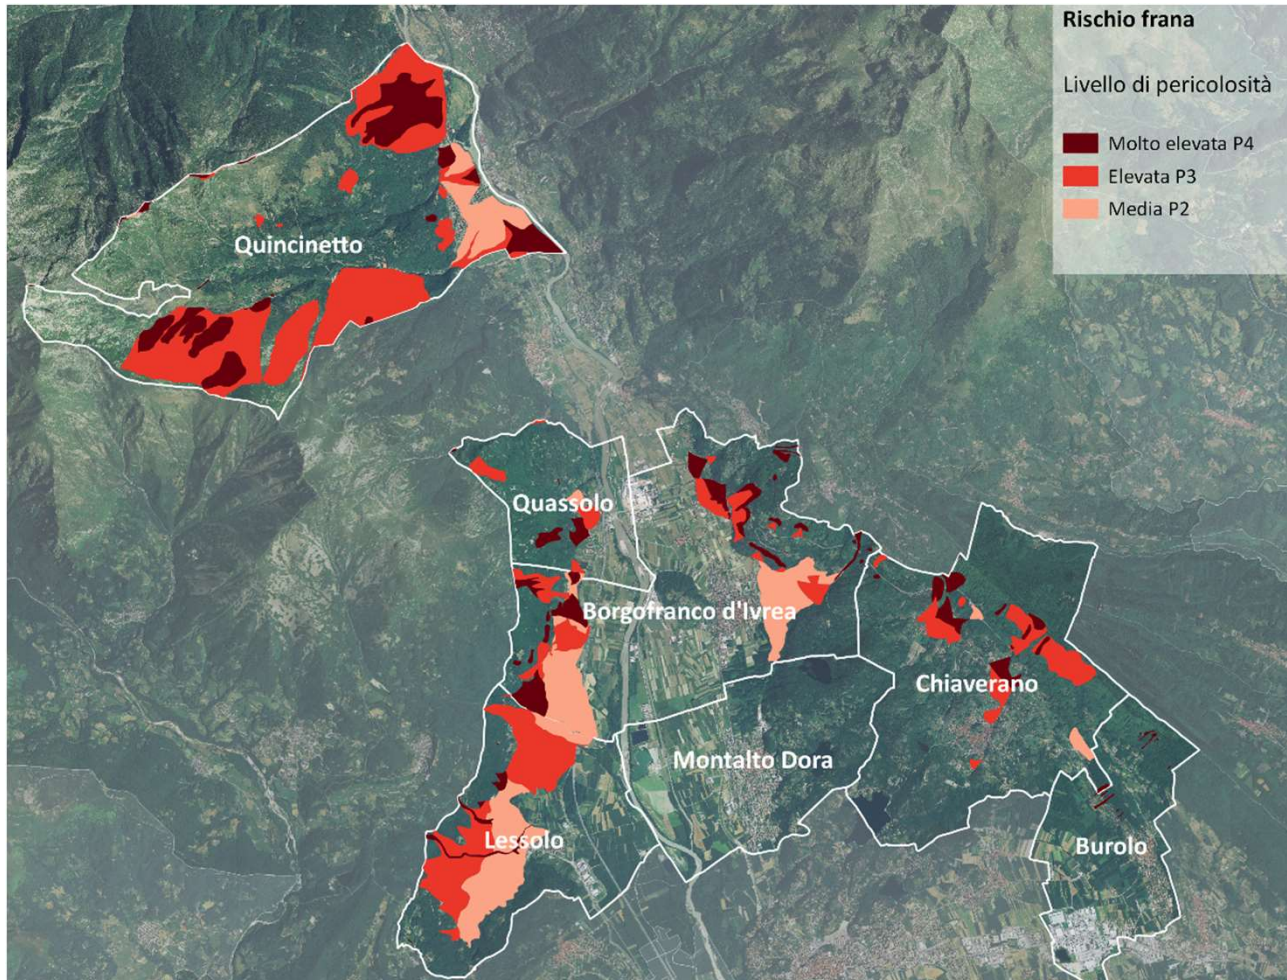 Rischio frana
Livello di pericolosità
Molto elevata P4
Elevata P3
Media P2
Quincinetto
Quassolo
Borgofranco d'Ivrea
Chiaverano
Montalto Dora
Lessolo
Burolo